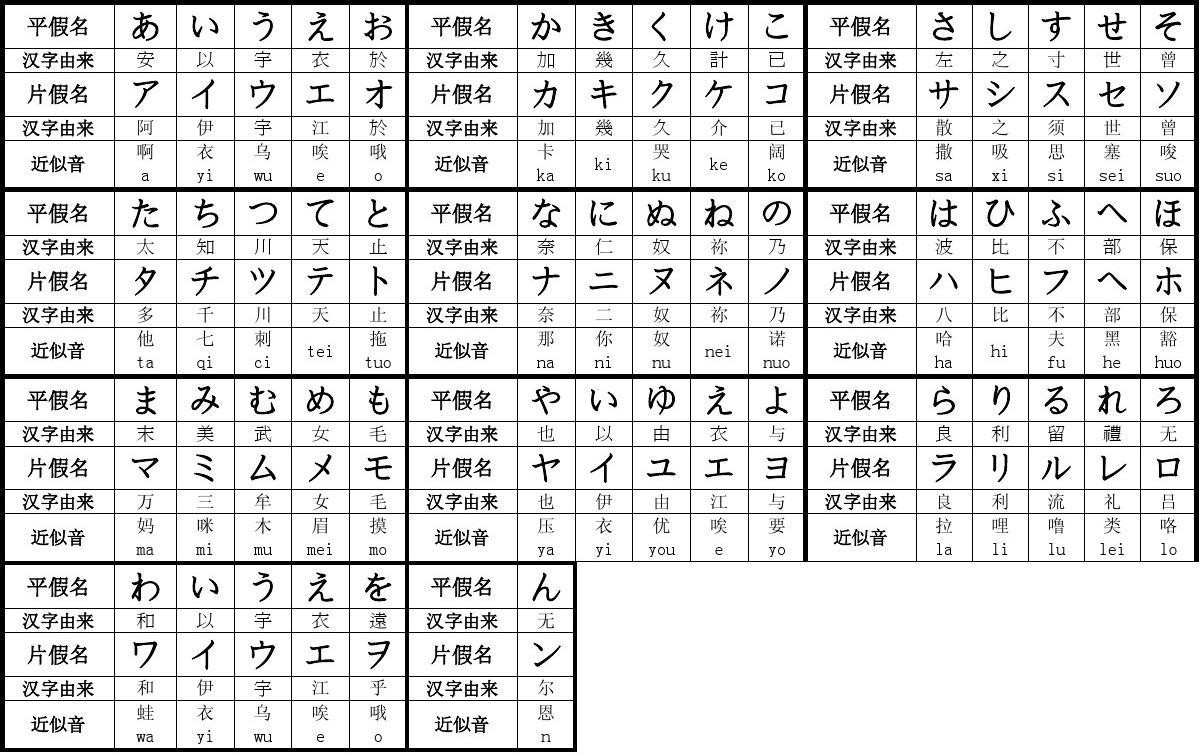 平假名 あ い う え お 平假名 か き く け こ 平假名 さ し す せ そ
汉字由来 安 以 宇 衣 於 汉字由来 加 幾 久 計 己 汉字由来 左 之 寸 世 曽
片假名 ア イ ウ エ オ 片假名 カ キ ク ケ コ 片假名 サ シ ス セ ソ
汉字由来 阿 伊 宇 江 於 汉字由来 加 幾 久 介 己 汉字由来 散 之 须 世 曽
近似音 啊 衣 乌 唉 哦 近似音 卡 哭 阔 近似音 撒 吸 思 塞 唆
a yi wu e o ka ki ku ke ko sa xi si sei suo
平假名 た ち つ て と 平假名 な に ぬ ね の 平假名 は ひ ふ へ ほ
汉字由来 太 知 川 天 止 汉字由来 奈 仁 奴 祢 乃 汉字由来 波 比 不 部 保
片假名 タ チ ツ テ ト 片假名 ナ ニ ヌ ネ ノ 片假名 ハ ヒ フ ヘ ホ
汉字由来 多 千 川 天 止 汉字由来 奈 二 奴 祢 乃 汉字由来 八 比 不 部 保
近似音 他 七 刺 拖 近似音 那 你 奴 诺 近似音 哈 夫 黑 豁
ta qi ci tei tuo na ni nu nei nuo ha hi fu he huo
平假名 ま み む め も 平假名 や い ゆ え よ 平假名 ら り る れ ろ
汉字由来 末 美 武 女 毛 汉字由来 也 以 由 衣 与 汉字由来 良 利 留 禮 无
片假名 マ ミ ム メ モ 片假名 ヤ イ ユ エ ヨ 片假名 ラ リ ル レ ロ
汉字由来 万 三 牟 女 毛 汉字由来 也 伊 由 江 与 汉字由来 良 利 流 礼 吕
近似音 妈 咪 木 眉 摸 近似音 压 衣 优 唉 要 近似音 拉 哩 噜 类 咯
ma mi mu mei mo ya yi you e yo la li lu lei lo
平假名 わ い う え を 平假名 ん
汉字由来 和 以 宇 衣 遠 汉字由来 无
片假名 ワ イ ウ エ ヲ 片假名 ン
汉字由来 和 伊 宇 江 乎 汉字由来 尔
近似音 蛙 衣 乌 唉 哦 近似音 恩
wa yi wu e o n